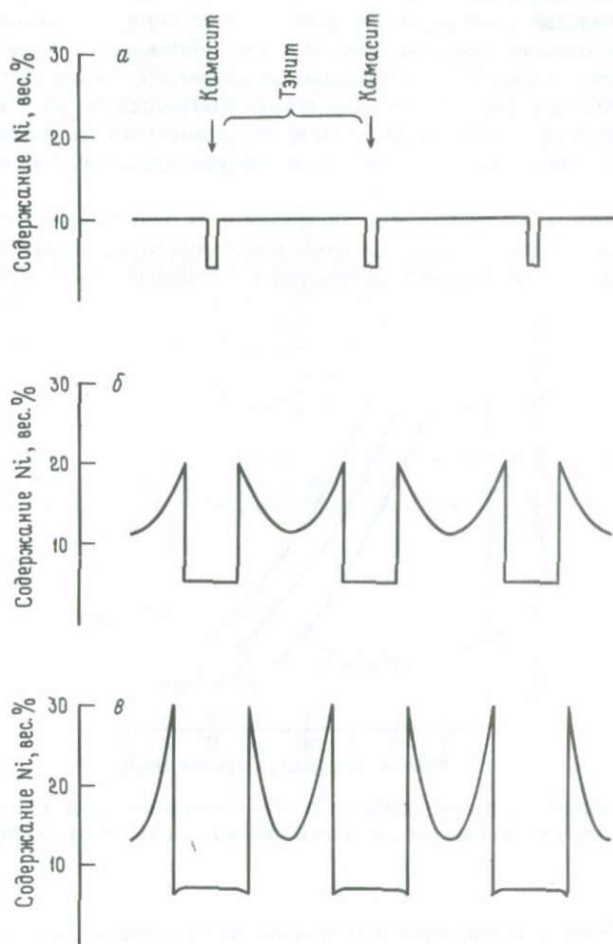 Содержание Ni, вес.%
30
20
10
а
Камасит
Тэнит
Камасит
Содержание Ni, вес.%
30
20
10
б
Содержание Ni, вес.%
30
20
10
в